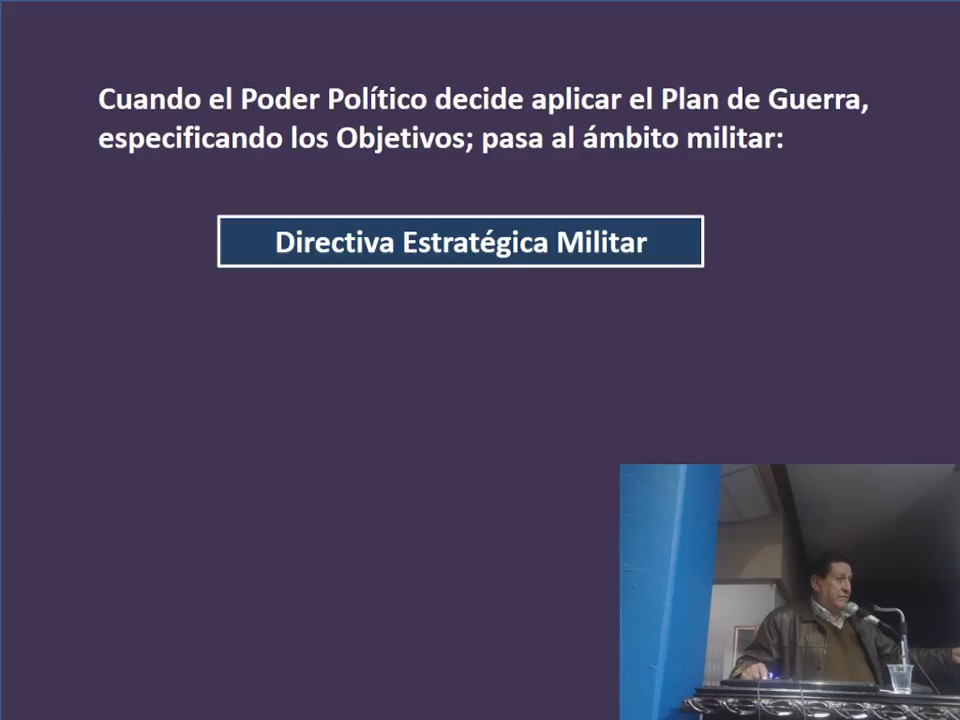 Cuando el Poder Político decide aplicar el Plan de Guerra,
especificando los Objetivos; pasa al ámbito militar:
Directiva Estratégica Militar